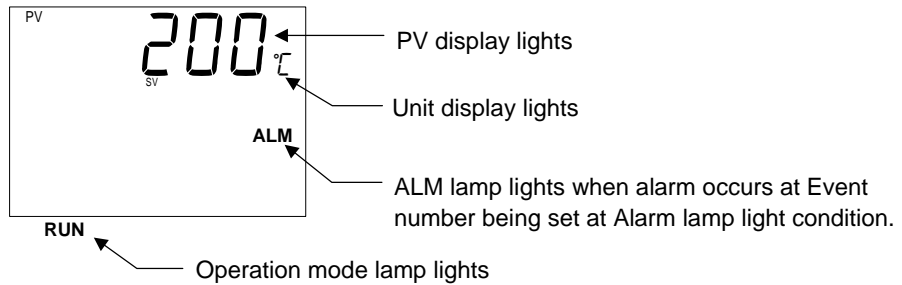 PV
200
℃
SV
PV display lights
Unit display lights
ALM
ALM lamp lights when alarm occurs at Event
number being set at Alarm lamp light condition.
RUN
Operation mode lamp lights